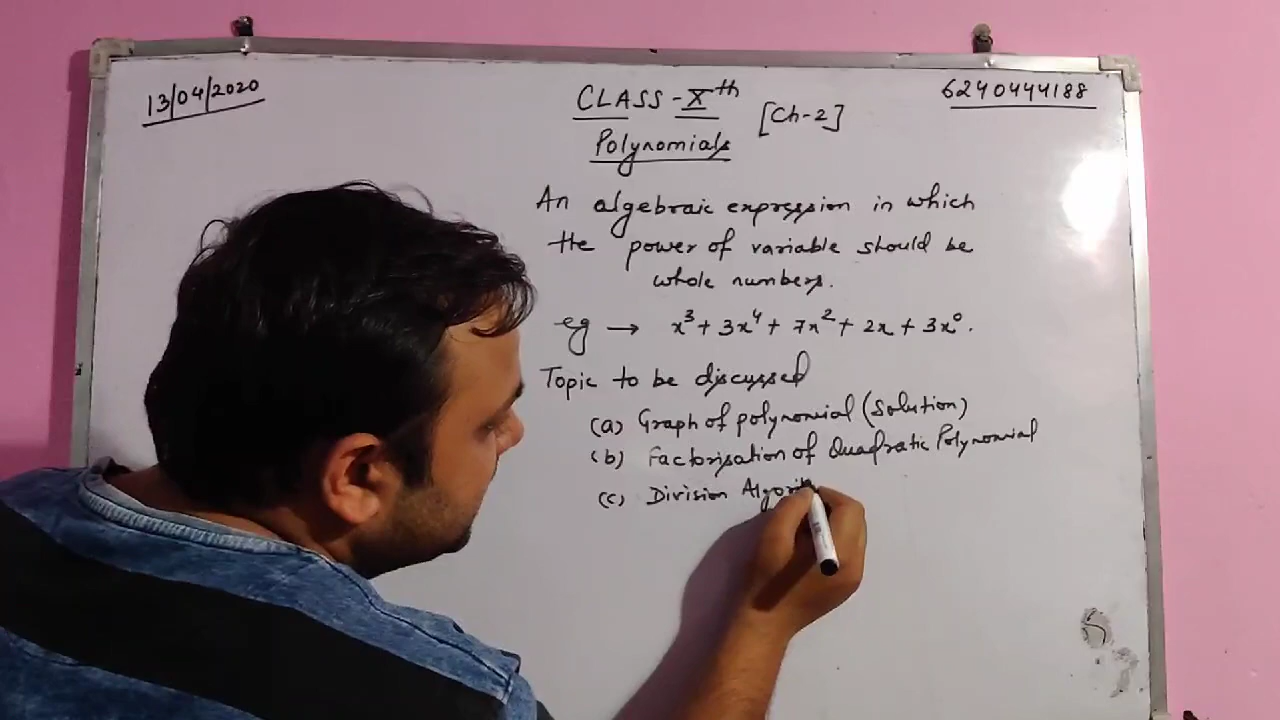 13/04/2020
CLASS-Xth [Ch-2]
6240444188
Polynomials
An algebraic expression in which
the power of variable should be
whole numbers.
eg → x³ + 3x⁴ + 7x² + 2x + 3x⁰.
Topic to be discussed
(a) Graph of polynomial (Solution)
(b) Factorisation of Quadratic Polynomial
(c) Division Algorit